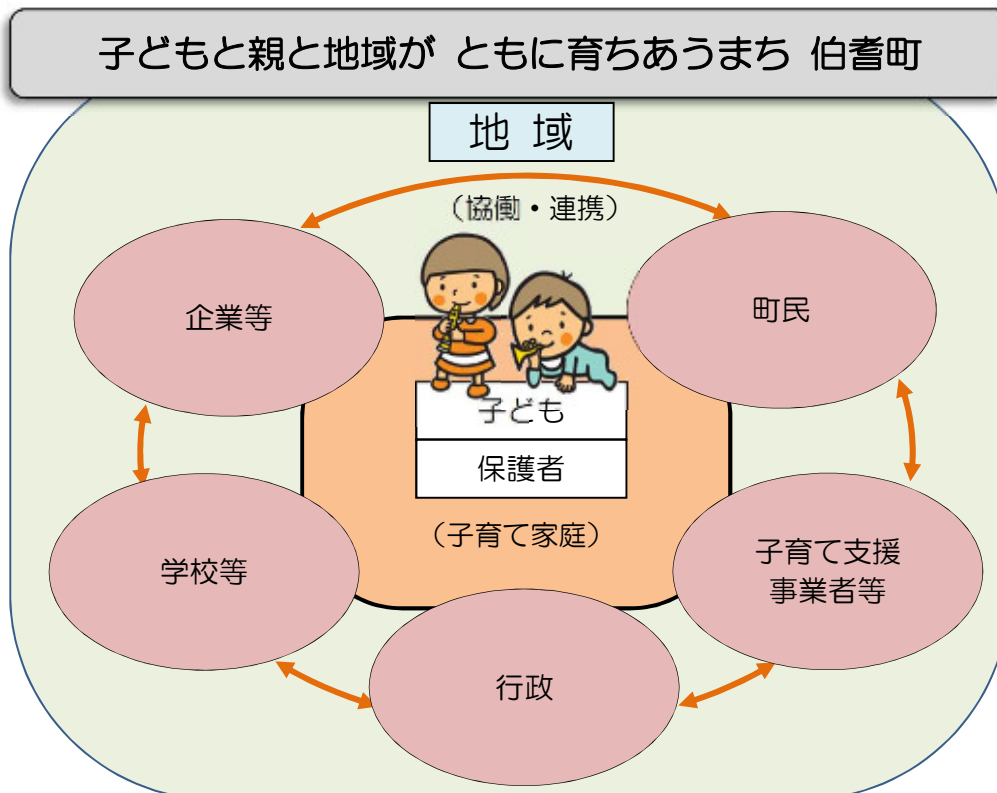 子どもと親と地域が ともに育ちあうまち 伯耆町
地 域
（協働・連携）
企業等
町民
子ども
保護者
（子育て家庭）
学校等
子育て支援
事業者等
行政